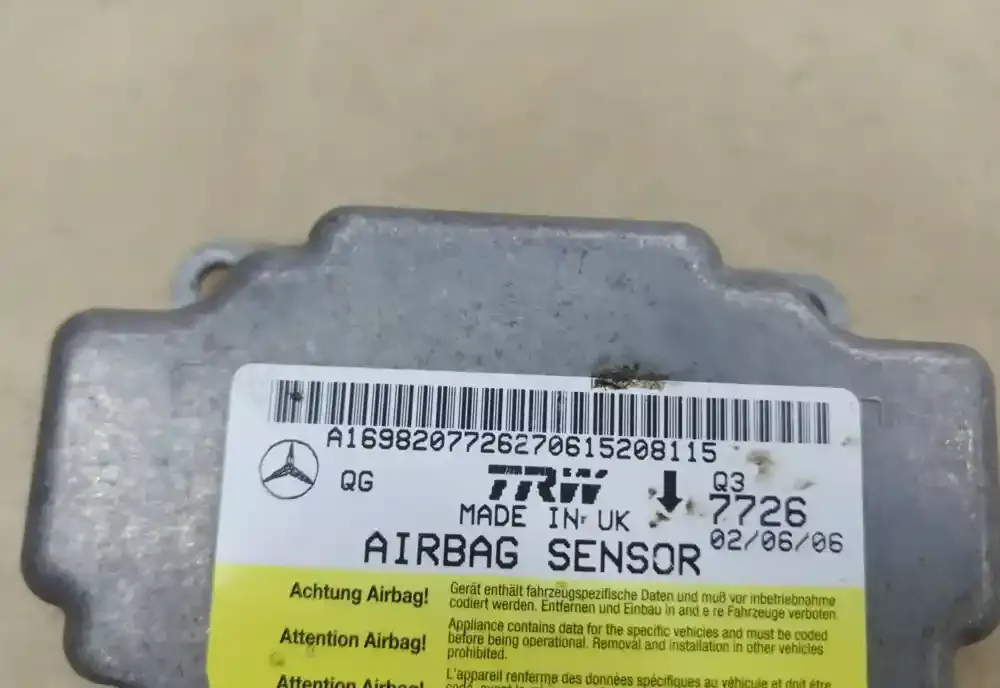 A1698207726270615208115
QG
TRW
Q3
7726
MADE IN UK
02/06/06
AIRBAG SENSOR
Achtung Airbag!
Gerät enthält fahrzeugspezifische Daten und muß vor inbetriebnahme
codiert werden. Entfernen und Einbau in and e re Fahrzeuge verboten.
Attention Airbag!
Appliance contains data for the specific vehicles and must be coded
before being operational. Removal and installation in other vehicles
prohibited.
Attention Airbag!
L'appareil renferme des données spécifiques au véhicule et doit être